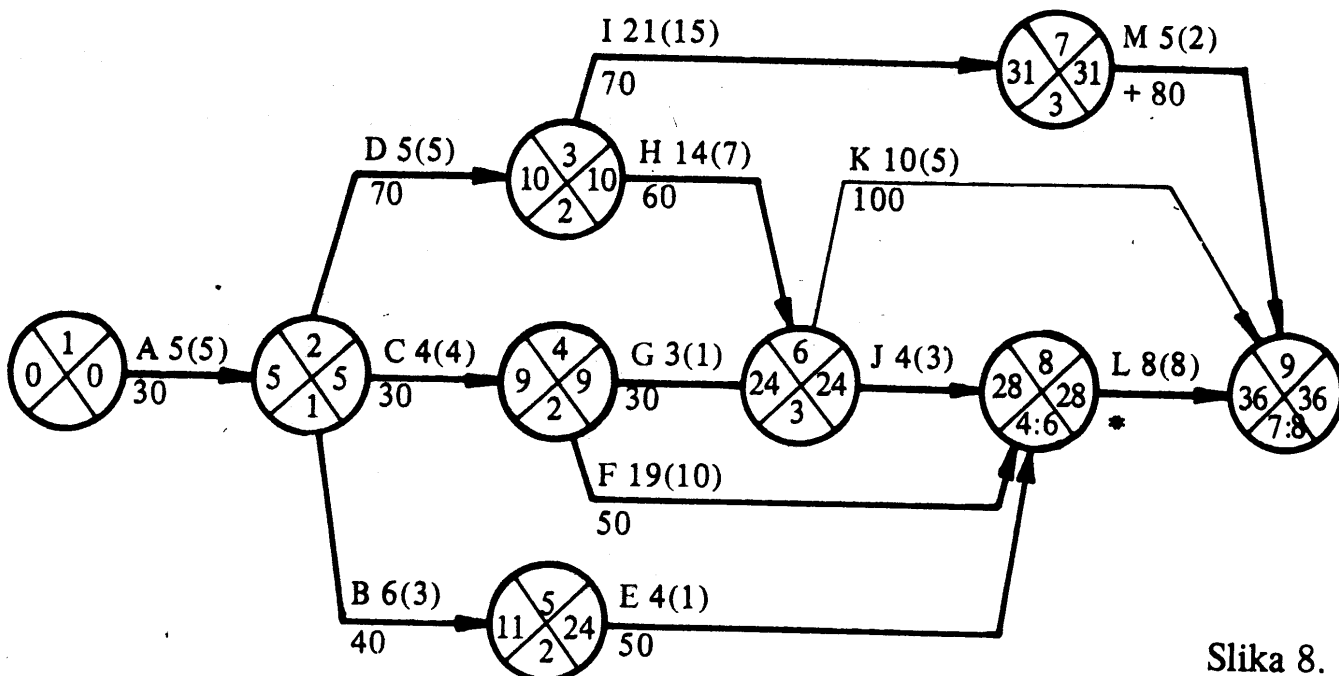 I 21(15)
70
7
31 31
3
M 5(2)
+ 80
D 5(5)
70
3
10 10
2
H 14(7)
60
K 10(5)
100
1
0 0
A 5(5)
30
2
5 5
1
C 4(4)
30
4
9 9
2
G 3(1)
30
6
24 24
3
J 4(3)
8
28 28
4:6
L 8(8)
*
9
36 36
7:8
F 19(10)
50
B 6(3)
40
5
11 24
2
E 4(1)
50
Slika 8.